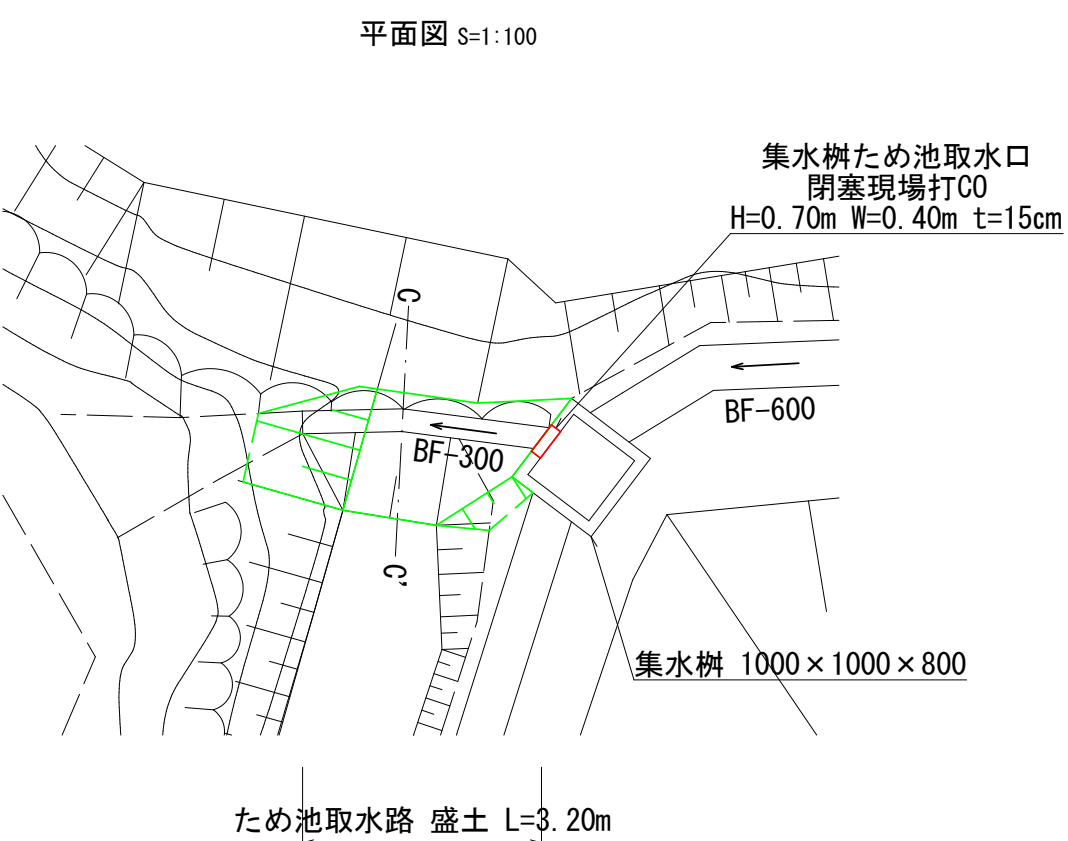 平面図 S=1:100
集水桝ため池取水口
閉塞現場打CO
H=0.70m W=0.40m t=15cm
C
BF-600
BF-300
C'
集水桝 1000×1000×800
ため池取水路 盛土 L=3.20m